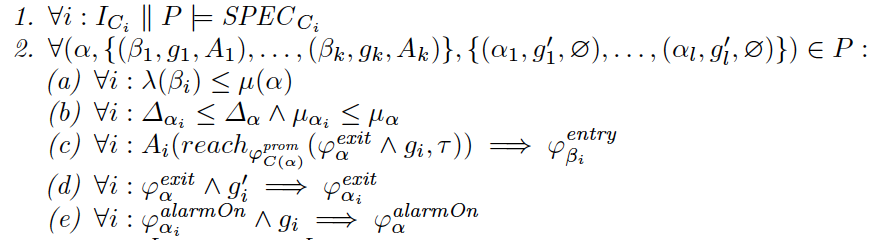 1. ∀i : I_{C_i} ∥ P ⊨ SPEC_{C_i}
2. ∀(α, {(β_1, g_1, A_1), . . . , (β_k, g_k, A_k)}, {(α_1, g′_1, ∅), . . . , (α_l, g′_l, ∅)}) ∈ P :
(a) ∀i : λ(β_i) ≤ μ(α)
(b) ∀i : Δ_{α_i} ≤ Δ_α ∧ μ_{α_i} ≤ μ_α
(c) ∀i : A_i(reach_{φ^{prom}_{C(α)}}(φ^{exit}_α ∧ g_i, τ)) ⟹ φ^{entry}_{β_i}
(d) ∀i : φ^{exit}_α ∧ g′_i ⟹ φ^{exit}_{α_i}
(e) ∀i : φ^{alarmOn}_{α_i} ∧ g_i ⟹ φ^{alarmOn}_α